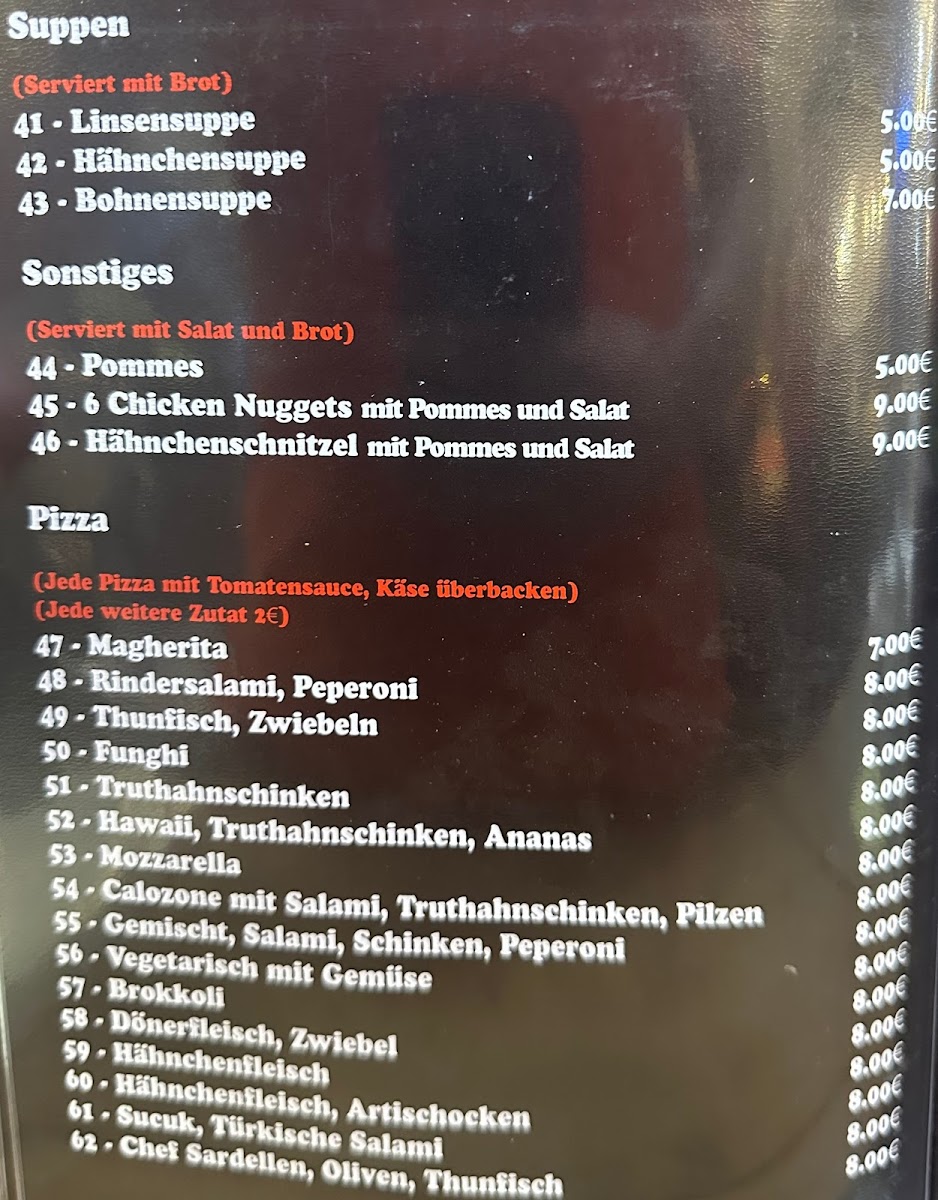 Suppen
(Serviert mit Brot)
41 - Linsensuppe 5.00€
42 - Hähnchensuppe 5.00€
43 - Bohnensuppe 7.00€
Sonstiges
(Serviert mit Salat und Brot)
44 - Pommes 5.00€
45 - 6 Chicken Nuggets mit Pommes und Salat 9.00€
46 - Hähnchenschnitzel mit Pommes und Salat 9.00€
Pizza
(Jede Pizza mit Tomatensauce, Käse überbacken)
(Jede weitere Zutat 2€)
47 - Magherita 7.00€
48 - Rindersalami, Peperoni 8.00€
49 - Thunfisch, Zwiebeln 8.00€
50 - Funghi 8.00€
51 - Truthahnschinken 8.00€
52 - Hawaii, Truthahnschinken, Ananas 8.00€
53 - Mozzarella 8.00€
54 - Calozone mit Salami, Truthahnschinken, Pilzen 8.00€
55 - Gemischt, Salami, Schinken, Peperoni 8.00€
56 - Vegetarisch mit Gemüse 8.00€
57 - Brokkoli 8.00€
58 - Dönerfleisch, Zwiebel 8.00€
59 - Hähnchenfleisch 8.00€
60 - Hähnchenfleisch, Artischocken 8.00€
61 - Sucuk, Türkische Salami 8.00€
62 - Chef Sardellen, Oliven, Thunfisch 8.00€